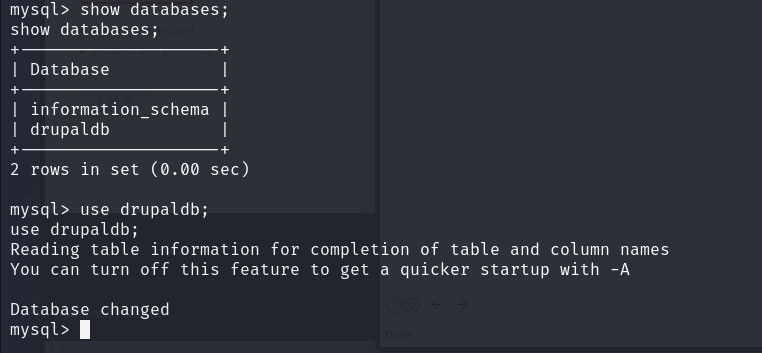 mysql> show databases;
show databases;
+--------------------+
| Database           |
+--------------------+
| information_schema |
| drupaldb           |
+--------------------+
2 rows in set (0.00 sec)
mysql> use drupaldb;
use drupaldb;
Reading table information for completion of table and column names
You can turn off this feature to get a quicker startup with -A
Database changed
mysql>
Done